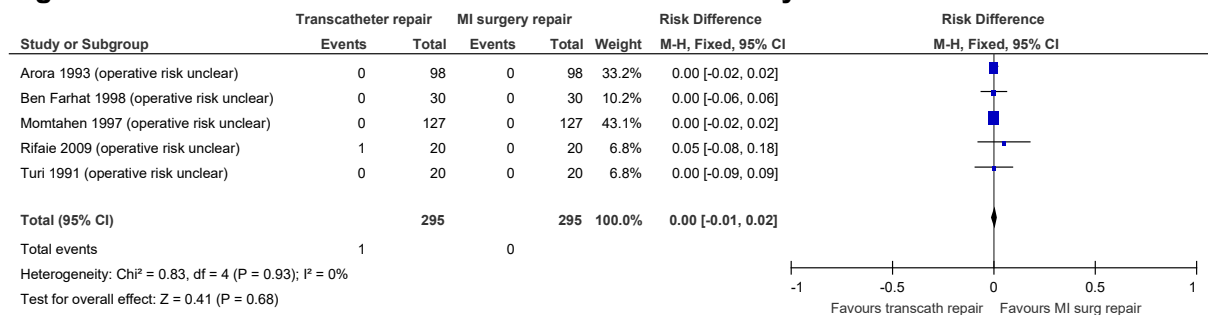 Transcatheter repair MI surgery repair Risk Difference Risk Difference
Study or Subgroup Events Total Events Total Weight M-H, Fixed, 95% CI M-H, Fixed, 95% CI
Arora 1993 (operative risk unclear) 0 98 0 98 33.2% 0.00 [-0.02, 0.02]
Ben Farhat 1998 (operative risk unclear) 0 30 0 30 10.2% 0.00 [-0.06, 0.06]
Momtahen 1997 (operative risk unclear) 0 127 0 127 43.1% 0.00 [-0.02, 0.02]
Rifaie 2009 (operative risk unclear) 1 20 0 20 6.8% 0.05 [-0.08, 0.18]
Turi 1991 (operative risk unclear) 0 20 0 20 6.8% 0.00 [-0.09, 0.09]
Total (95% CI) 295 295 100.0% 0.00 [-0.01, 0.02]
Total events 1 0
Heterogeneity: Chi² = 0.83, df = 4 (P = 0.93); I² = 0%
Test for overall effect: Z = 0.41 (P = 0.68)
-1 -0.5 0 0.5 1
Favours transcath repair Favours MI surg repair